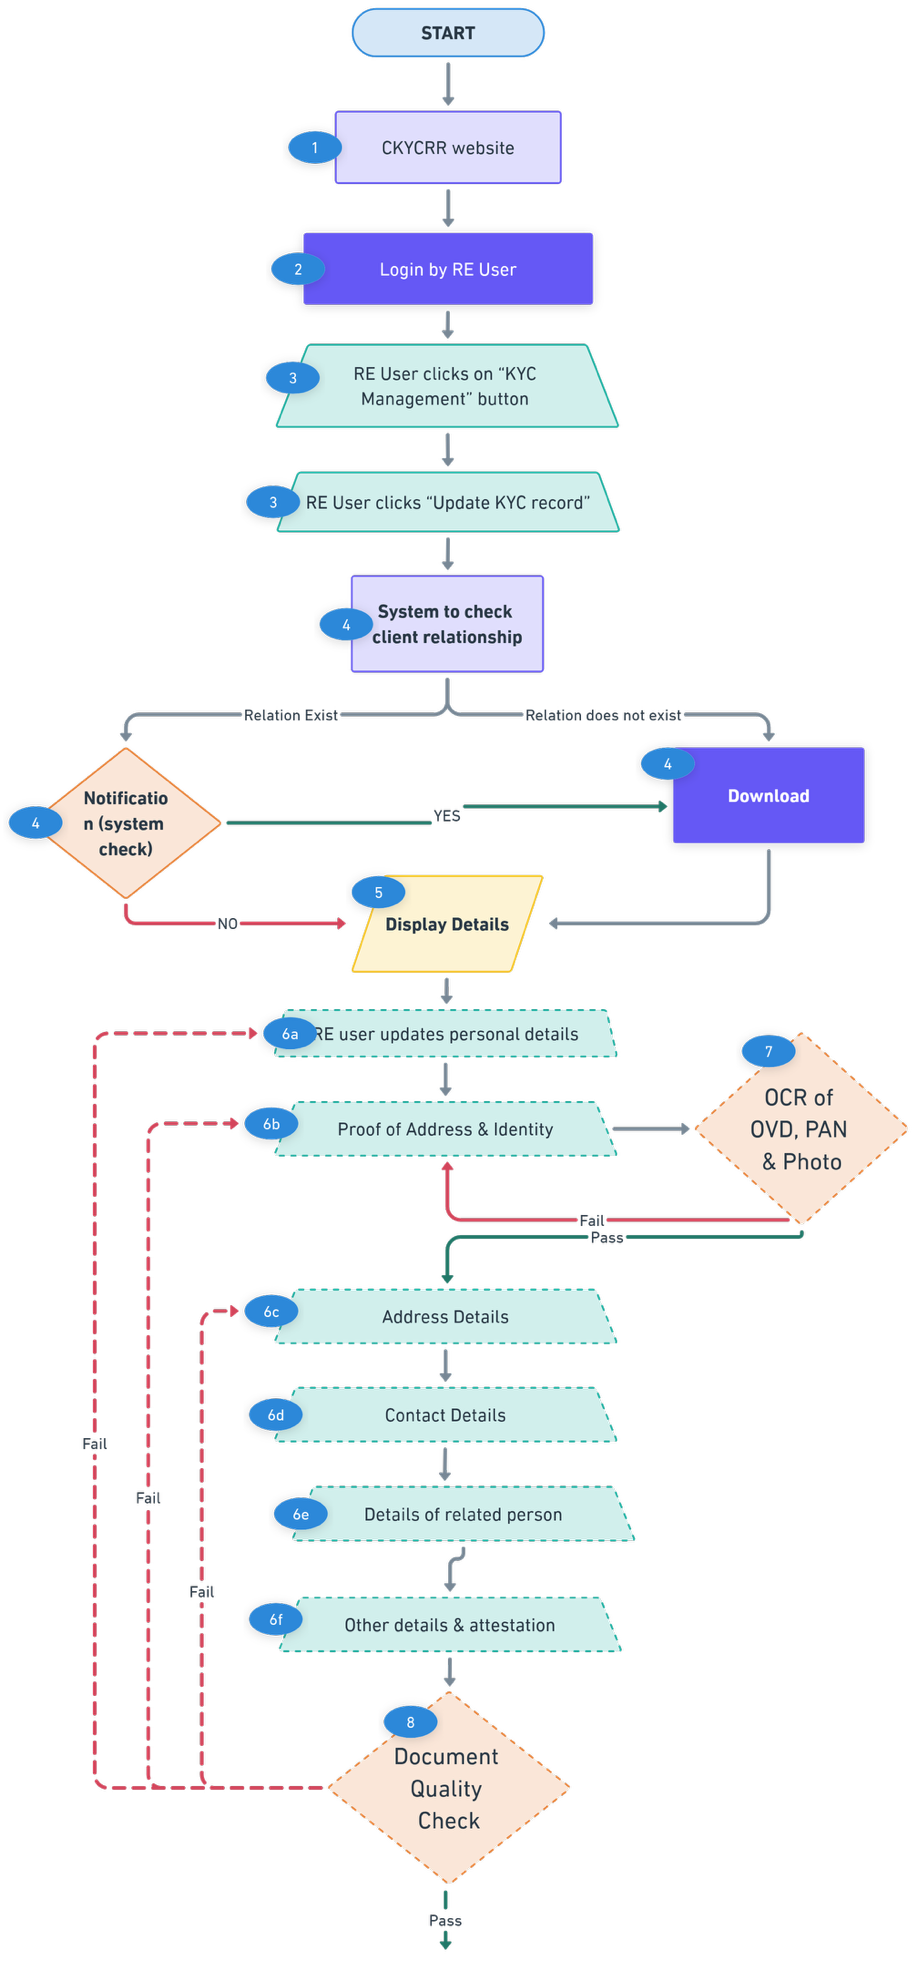 START
1
CKYCRR website
2
Login by RE User
3
RE User clicks on “KYC
Management” button
3
RE User clicks “Update KYC record”
4
System to check
client relationship
Relation Exist
Relation does not exist
4
Notificatio
n (system
check)
YES
4
Download
NO
5
Display Details
6a
RE user updates personal details
6b
Proof of Address & Identity
7
OCR of
OVD, PAN
& Photo
Fail
Pass
6c
Address Details
6d
Contact Details
Fail
Fail
6e
Details of related person
Fail
6f
Other details & attestation
8
Document
Quality
Check
Pass